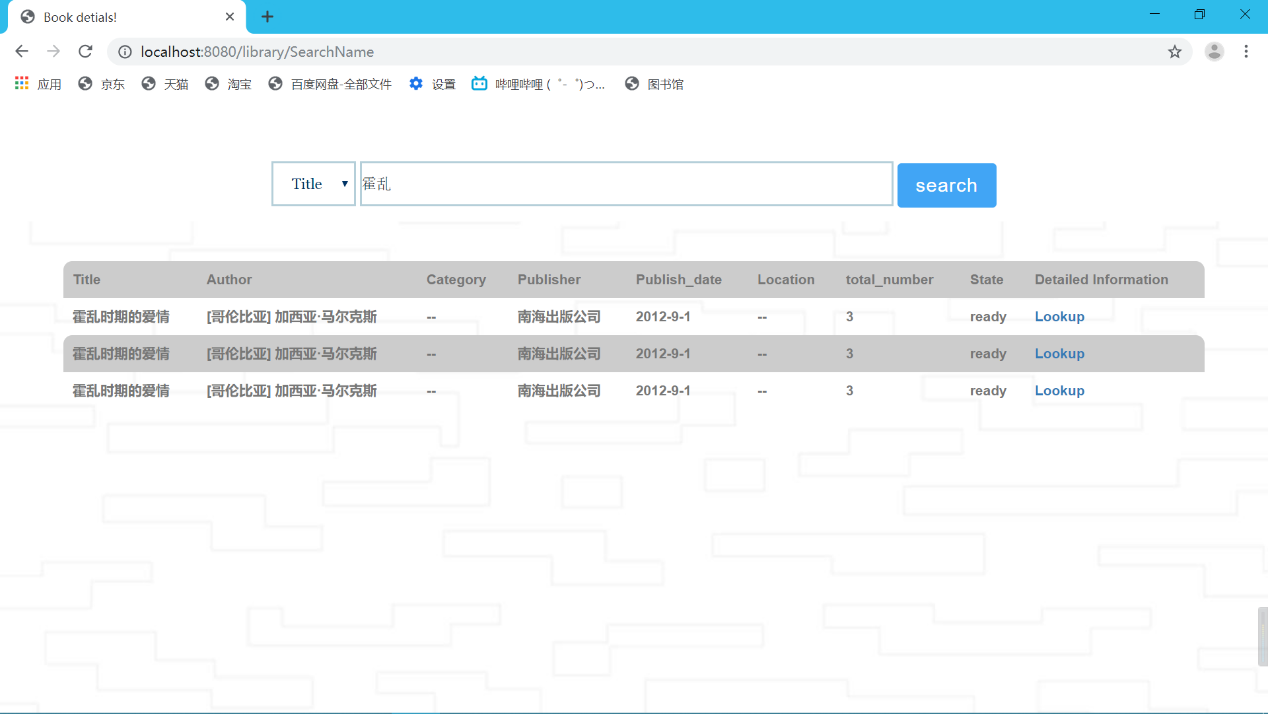 Book detials!
localhost:8080/library/SearchName
应用 京东 天猫 淘宝 百度网盘-全部文件 设置 哔哩哔哩 ( ゜- ゜)つ... 图书馆
Title 霍乱 search
Title Author Category Publisher Publish_date Location total_number State Detailed Information
霍乱时期的爱情 [哥伦比亚] 加西亚·马尔克斯 -- 南海出版公司 2012-9-1 -- 3 ready Lookup
霍乱时期的爱情 [哥伦比亚] 加西亚·马尔克斯 -- 南海出版公司 2012-9-1 -- 3 ready Lookup
霍乱时期的爱情 [哥伦比亚] 加西亚·马尔克斯 -- 南海出版公司 2012-9-1 -- 3 ready Lookup